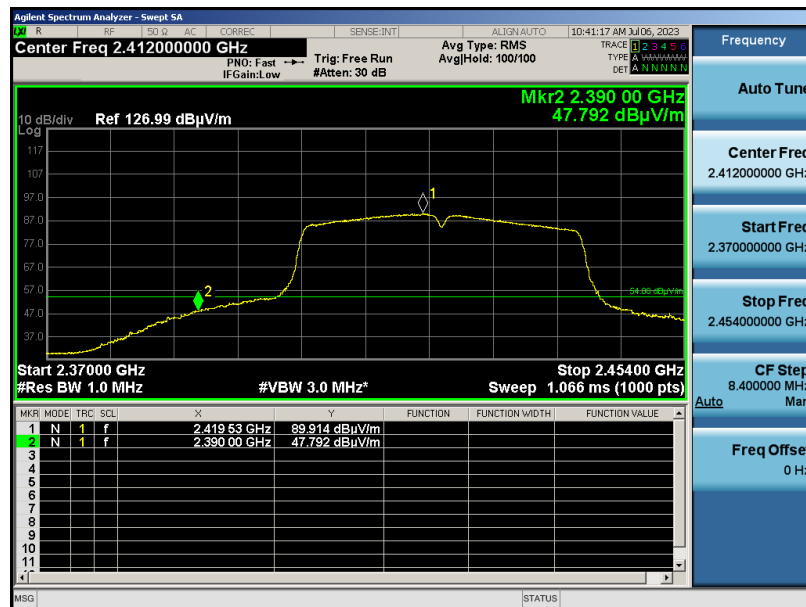 Agilent Spectrum Analyzer - Swept SA
LXI R RF 50 Ω AC CORREC SENSE:INT ALIGN AUTO 10:41:17 AM Jul 06, 2023
Center Freq 2.412000000 GHz
PNO: Fast
IFGain:Low
Trig: Free Run
#Atten: 30 dB
Avg Type: RMS
Avg|Hold: 100/100
TRACE 1 2 3 4 5 6
TYPE A WWWWW
DET A N N N N N
Mkr2 2.390 00 GHz
47.792 dBµV/m
10 dB/div Ref 126.99 dBµV/m
Log
117
107
97.0
87.0
77.0
67.0
57.0
47.0
37.0
1
2
54.00 dBµV/m
Start 2.37000 GHz Stop 2.45400 GHz
#Res BW 1.0 MHz #VBW 3.0 MHz* Sweep 1.066 ms (1000 pts)
MKR MODE TRC SCL X Y FUNCTION FUNCTION WIDTH FUNCTION VALUE
1 N 1 f 2.419 53 GHz 89.914 dBµV/m
2 N 1 f 2.390 00 GHz 47.792 dBµV/m
3
4
5
6
7
8
9
10
11
MSG STATUS
Frequency
Auto Tune
Center Freq
2.412000000 GHz
Start Freq
2.370000000 GHz
Stop Freq
2.454000000 GHz
CF Step
8.400000 MHz
Auto Man
Freq Offset
0 Hz